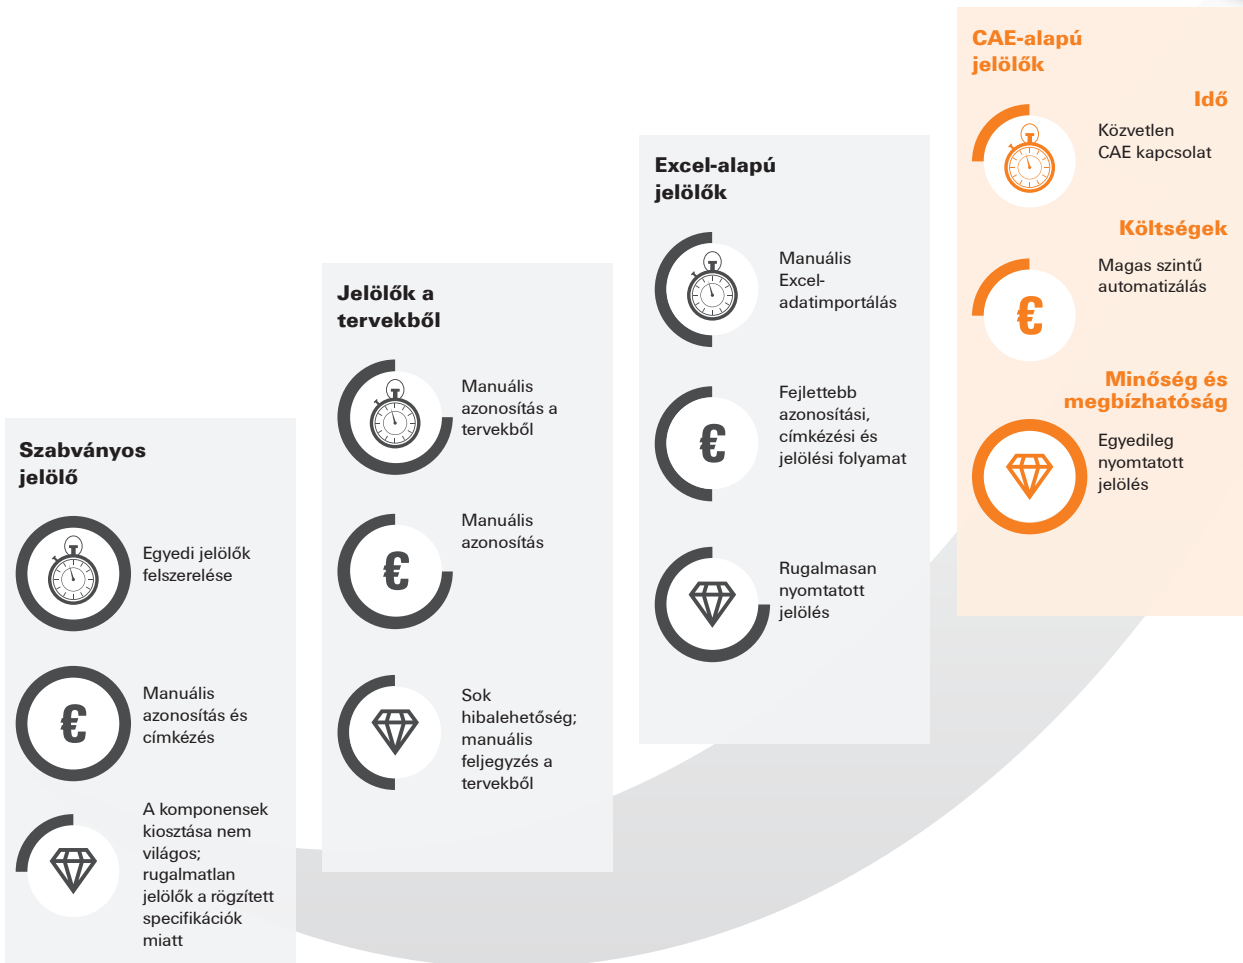 Szabványos
jelölő
Egyedi jelölők
felszerelése
€
Manuális
azonosítás és
címkézés
A komponensek
kiosztása nem
világos;
rugalmatlan
jelölők a rögzített
specifikációk
miatt
Jelölők a
tervekből
Manuális
azonosítás a
tervekből
€
Manuális
azonosítás
Sok
hibalehetőség;
manuális
feljegyzés a
tervekből
Excel-alapú
jelölők
Manuális
Excel-
adatimportálás
€
Fejlettebb
azonosítási,
címkézési és
jelölési folyamat
Rugalmasan
nyomtatott
jelölés
CAE-alapú
jelölők
Idő
Közvetlen
CAE kapcsolat
Költségek
€
Magas szintű
automatizálás
Minőség és
megbízhatóság
Egyedileg
nyomtatott
jelölés